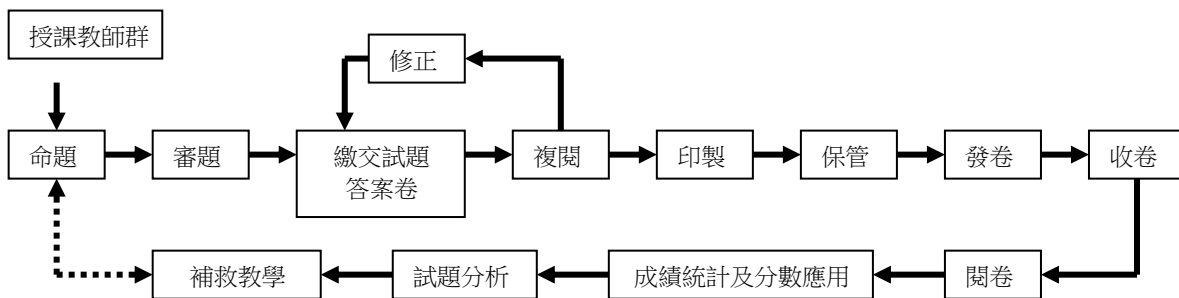 授課教師群
修正
命題
審題
繳交試題
答案卷
複閱
印製
保管
發卷
收卷
補救教學
試題分析
成績統計及分數應用
閱卷